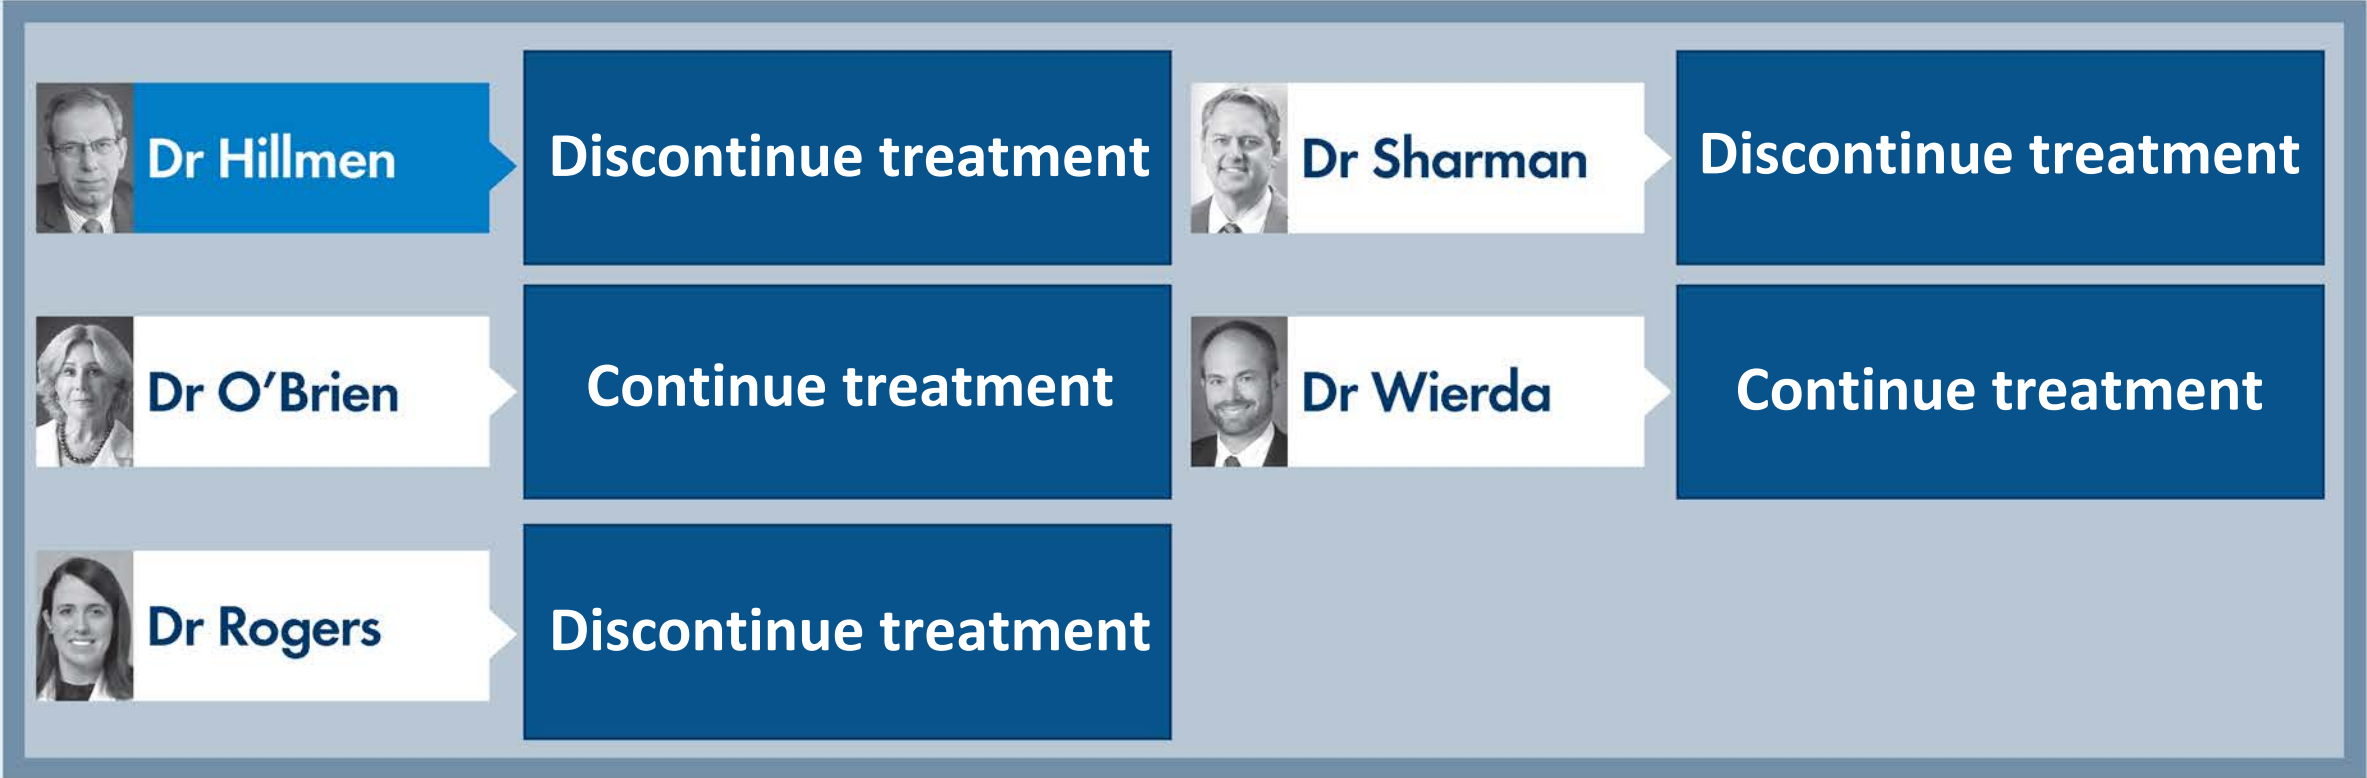 Dr Hillmen
Discontinue treatment
Dr Sharman
Discontinue treatment
Dr O’Brien
Continue treatment
Dr Wierda
Continue treatment
Dr Rogers
Discontinue treatment